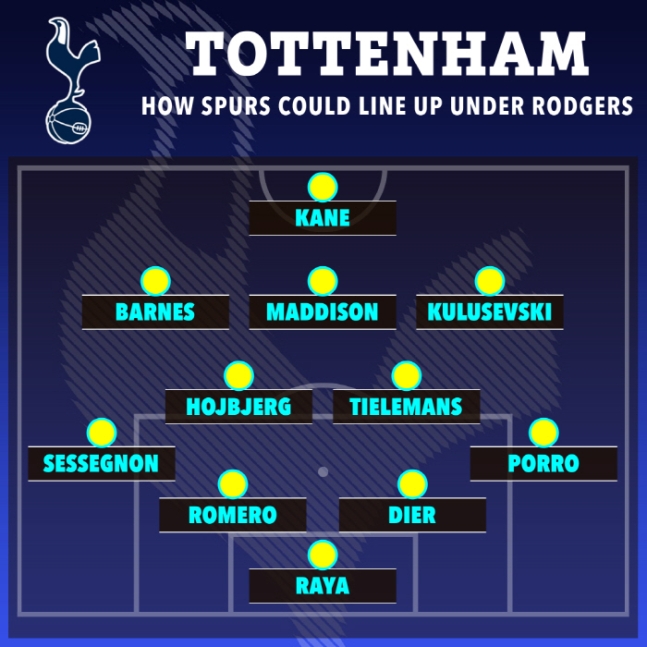 TOTTENHAM
HOW SPURS COULD LINE UP UNDER RODGERS
KANE
BARNES MADDISON KULUSEVSKI
HOJBJERG TIELEMANS
SESSEGNON PORRO
ROMERO DIER
RAYA